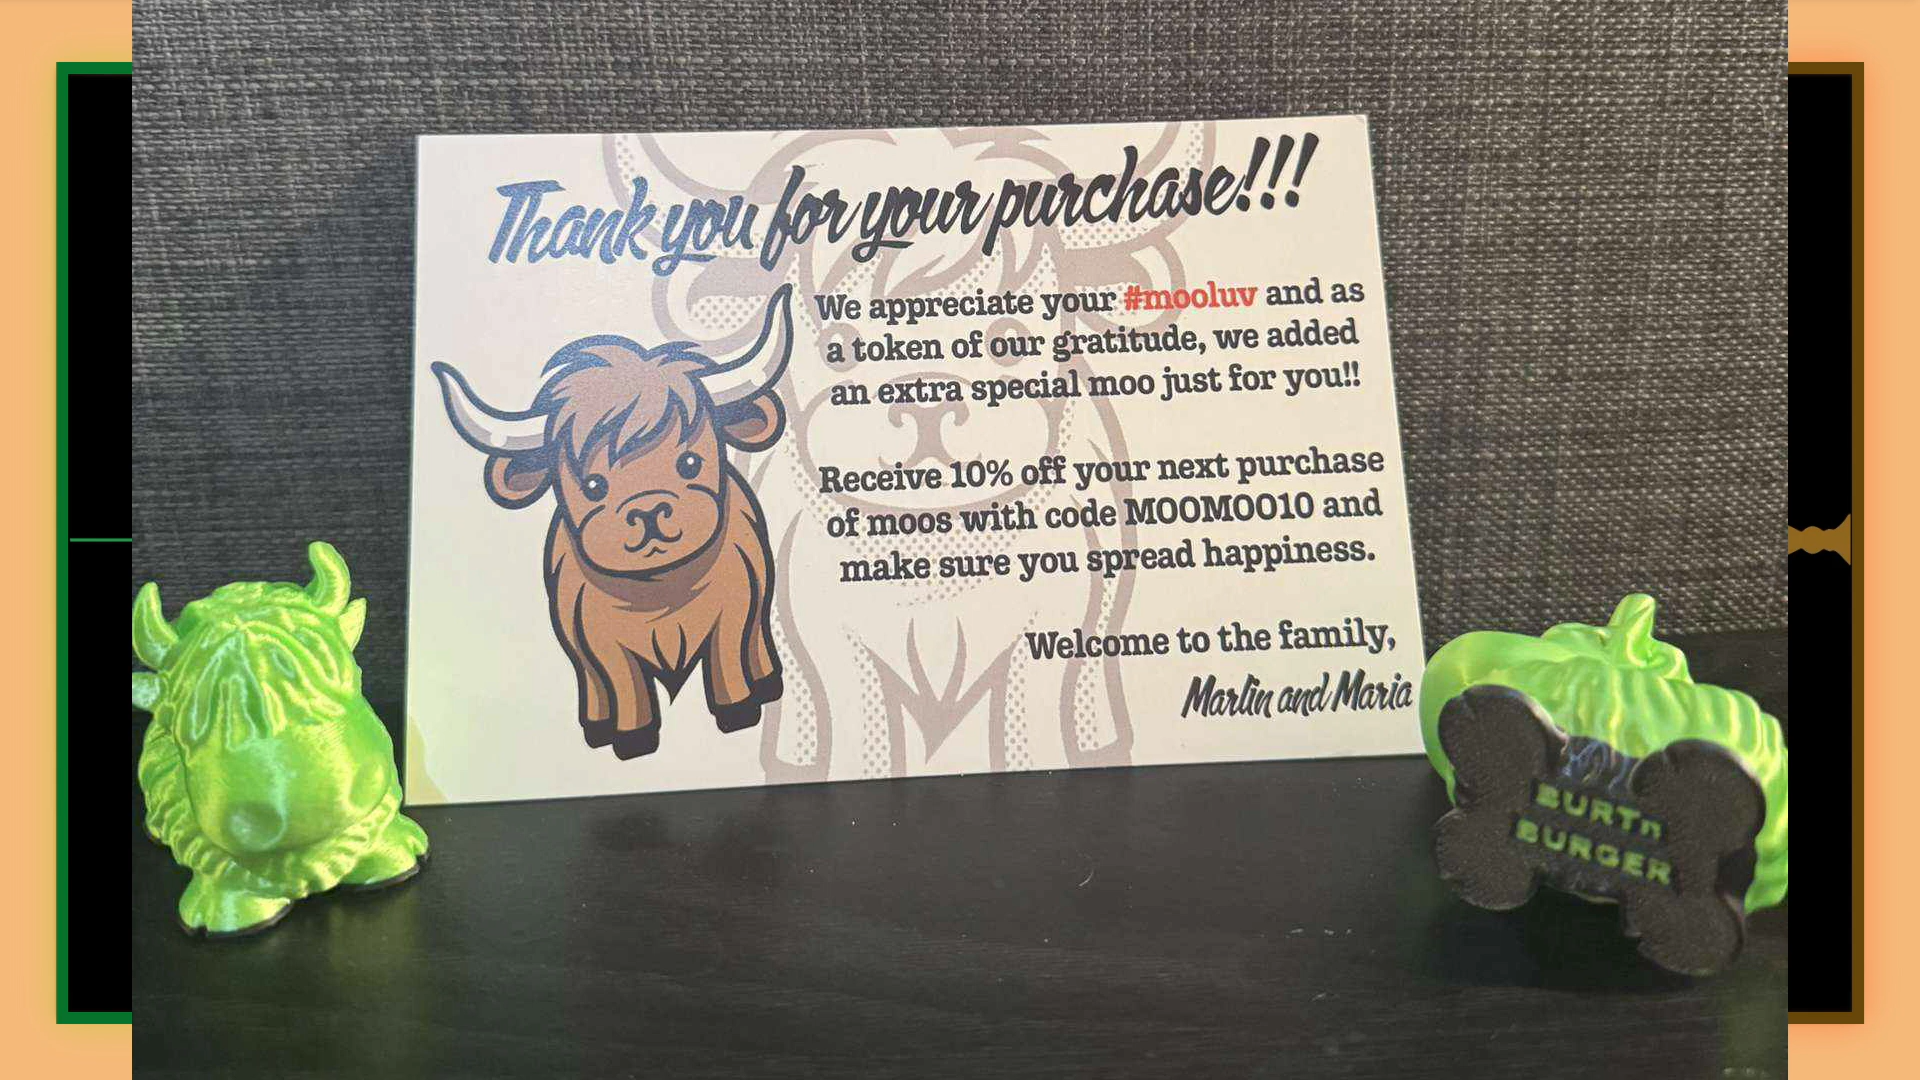 Thank you for your purchase!!!
We appreciate your #mooluv and as
a token of our gratitude, we added
an extra special moo just for you!!
Receive 10% off your next purchase
of moos with code MOOMOO10 and
make sure you spread happiness.
Welcome to the family,
Marlin and Maria
BURTn
BURGER